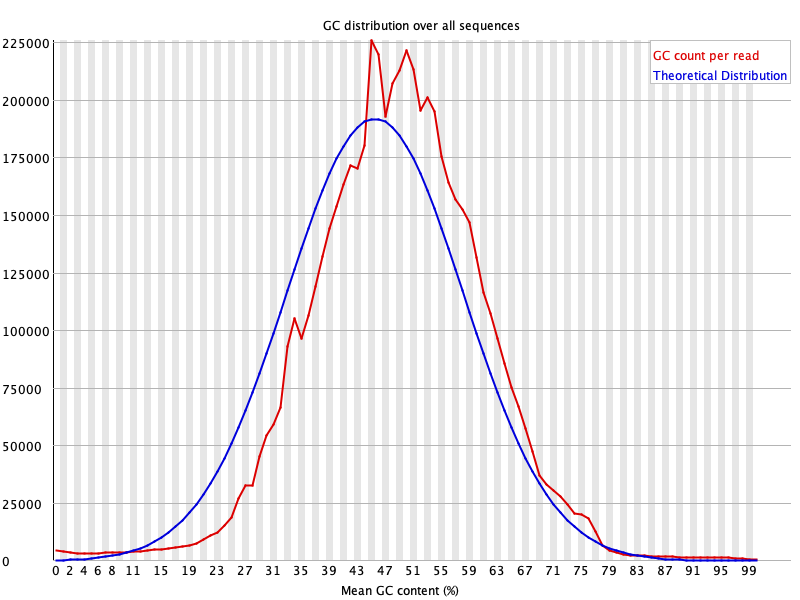 GC distribution over all sequences
GC count per read
Theoretical Distribution
225000
200000
175000
150000
125000
100000
75000
50000
25000
0
0 2 4 6 8 11 15 19 23 27 31 35 39 43 47 51 55 59 63 67 71 75 79 83 87 91 95 99
Mean GC content (%)